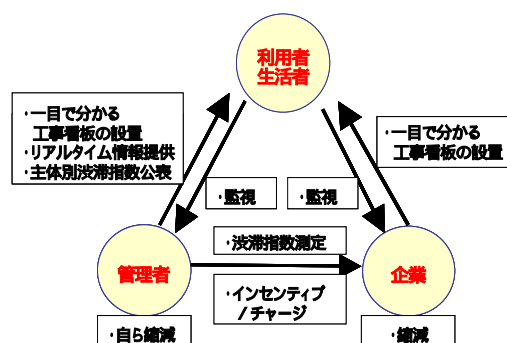 利用者
生活者
・一目で分かる
工事看板の設置
・リアルタイム情報提供
・主体別渋滞指数公表
・一目で分かる
工事看板の設置
・監視
・監視
・渋滞指数測定
管理者
企業
・インセンティブ
/チャージ
・自ら縮減
・縮減